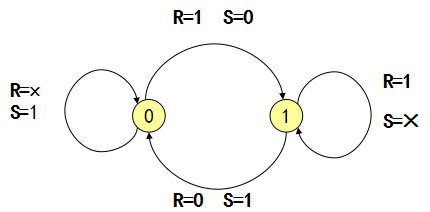 R=1 S=0
R=×
S=1
0
1
R=1
S=×
R=0 S=1